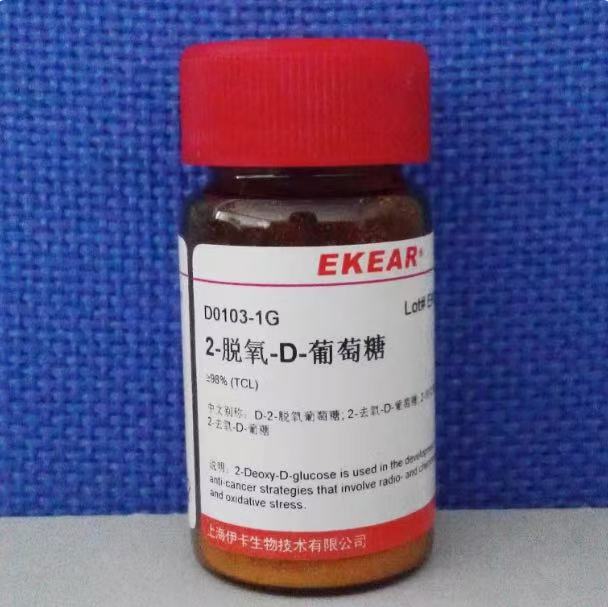 EKEAR®
D0103-1G Lot#
2-脱氧-D-葡萄糖
≥98% (TCL)
中文别称: D-2-脱氧葡萄糖; 2-去氧-D-葡萄糖;
2-去氧-D-葡糖
说明: 2-Deoxy-D-glucose is used in the
anti-cancer strategies that involve radio- and
and oxidative stress.
上海伊卡生物技术有限公司